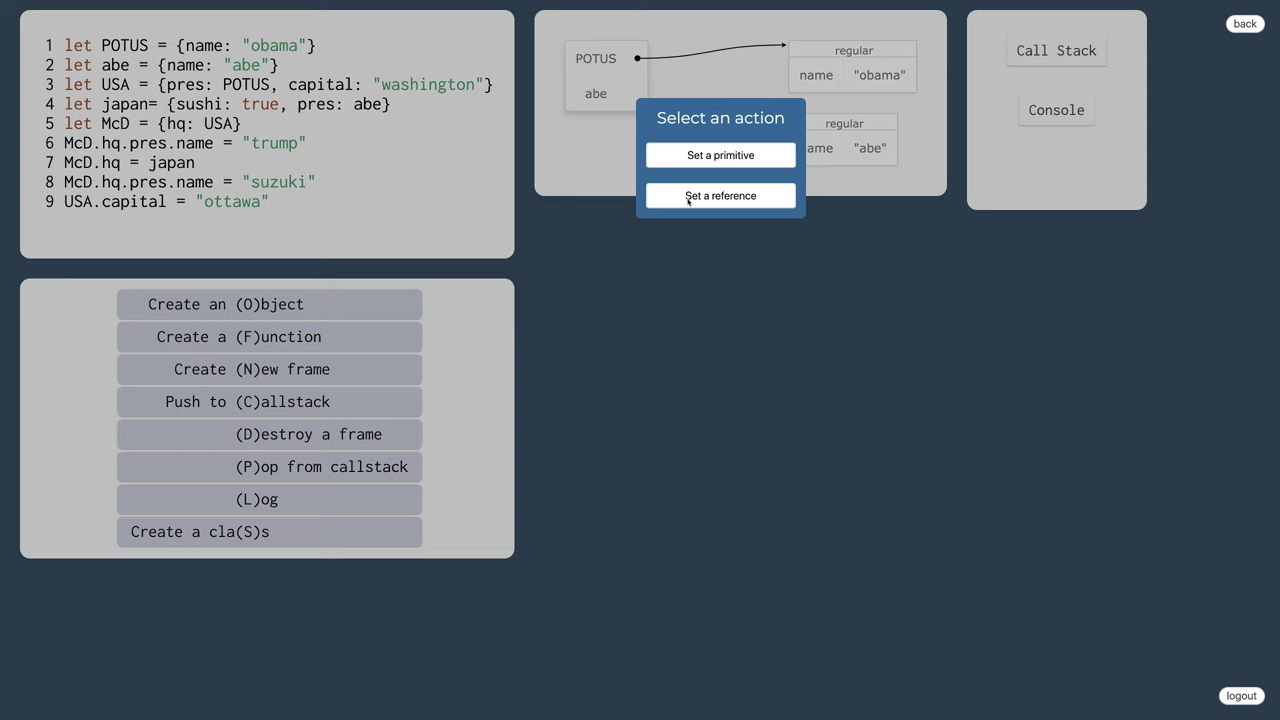 1 let POTUS = {name: "obama"}
2 let abe = {name: "abe"}
3 let USA = {pres: POTUS, capital: "washington"}
4 let japan= {sushi: true, pres: abe}
5 let McD = {hq: USA}
6 McD.hq.pres.name = "trump"
7 McD.hq = japan
8 McD.hq.pres.name = "suzuki"
9 USA.capital = "ottawa"
POTUS
abe
regular
name "obama"
regular
ame "abe"
Select an action
Set a primitive
Set a reference
Call Stack
Console
back
Create an (O)bject
Create a (F)unction
Create (N)ew frame
Push to (C)allstack
(D)estroy a frame
(P)op from callstack
(L)og
Create a cla(S)s
logout